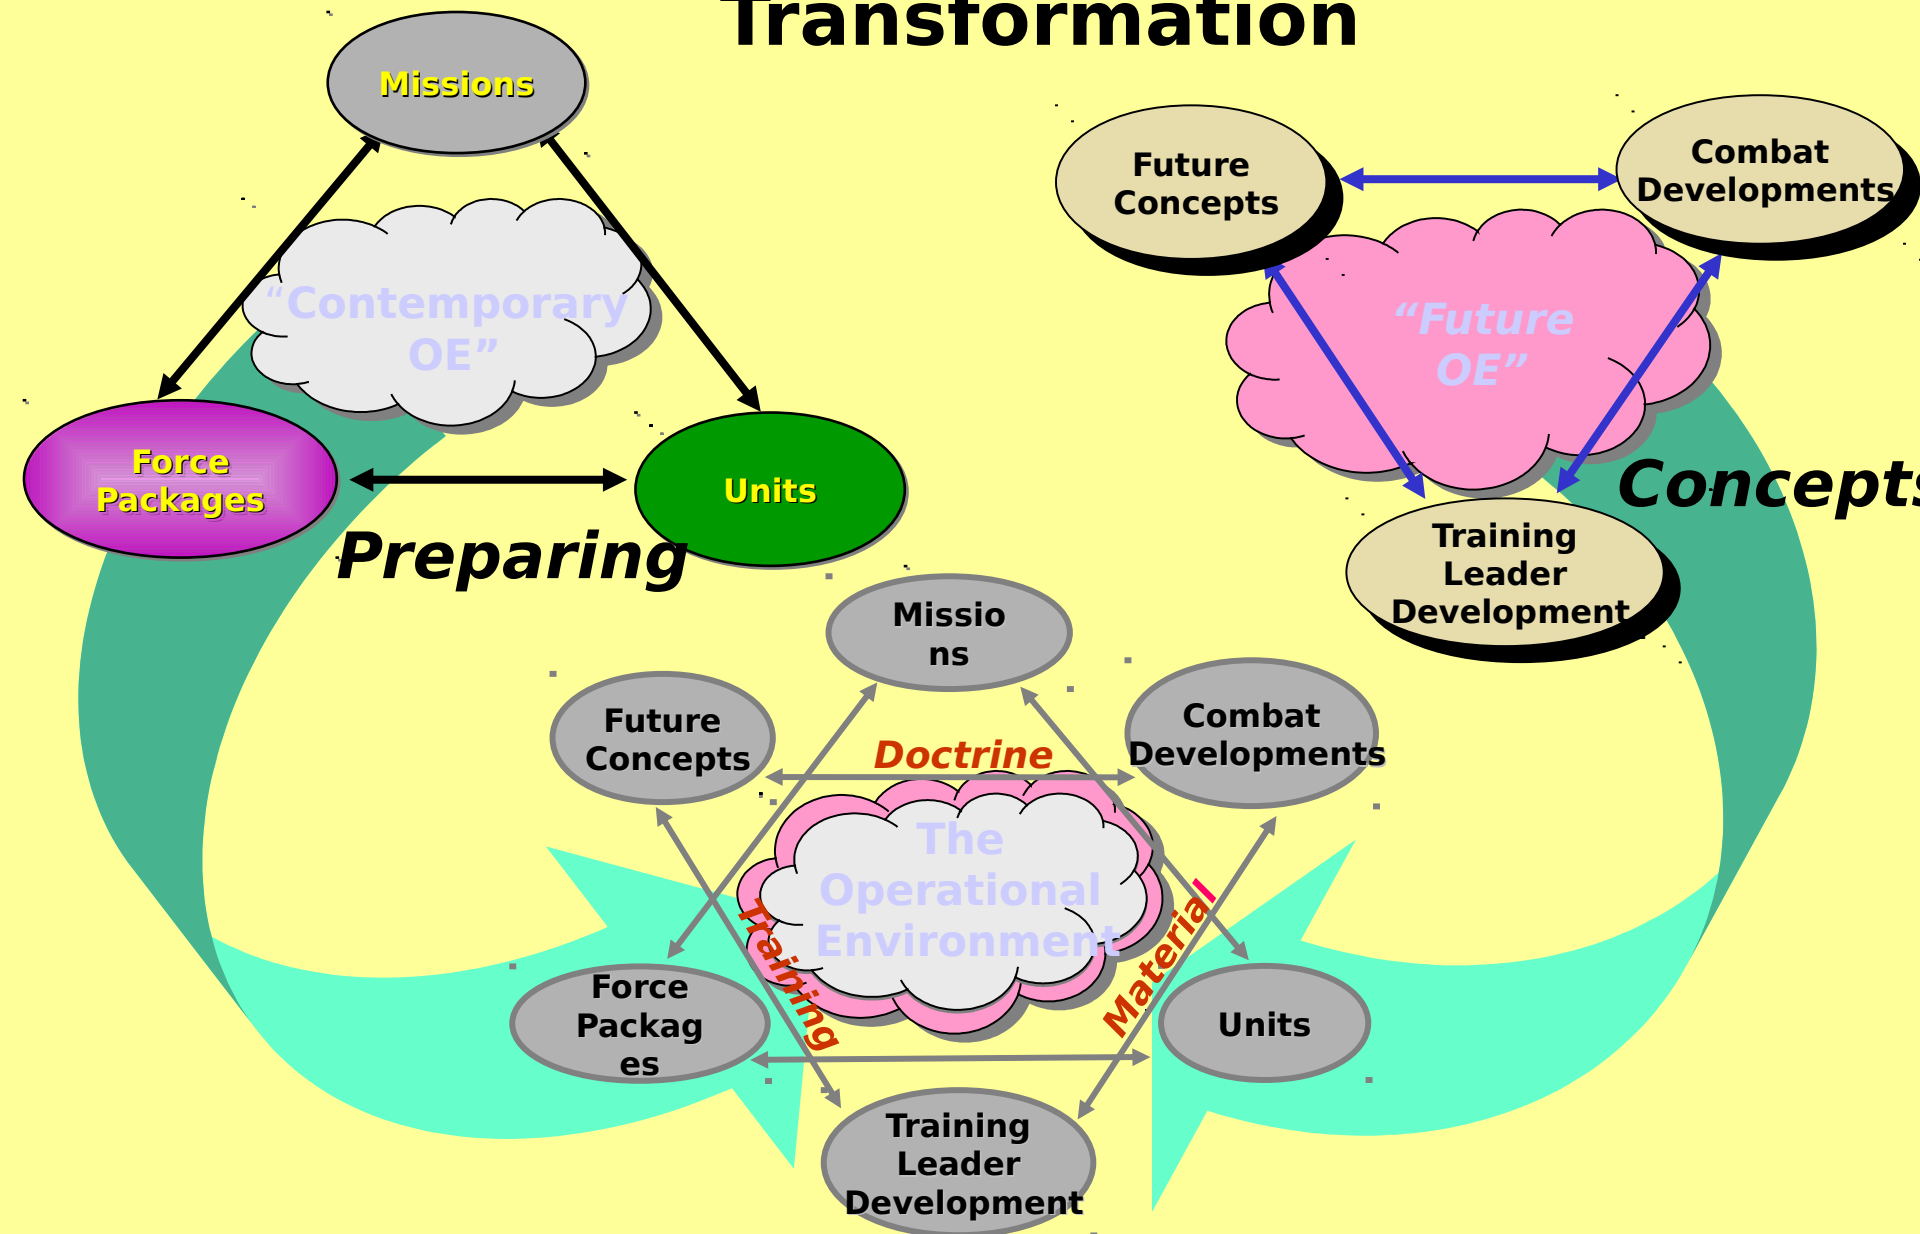 Transformation
Missions
“Contemporary
OE”
Force
Packages
Units
Preparing
Future
Concepts
Combat
Developments
“Future
OE”
Training
Leader
Development
Concepts
Missio
ns
Future
Concepts
Combat
Developments
Doctrine
The
Operational
Environment
Training
Material
Force
Packag
es
Units
Training
Leader
Development